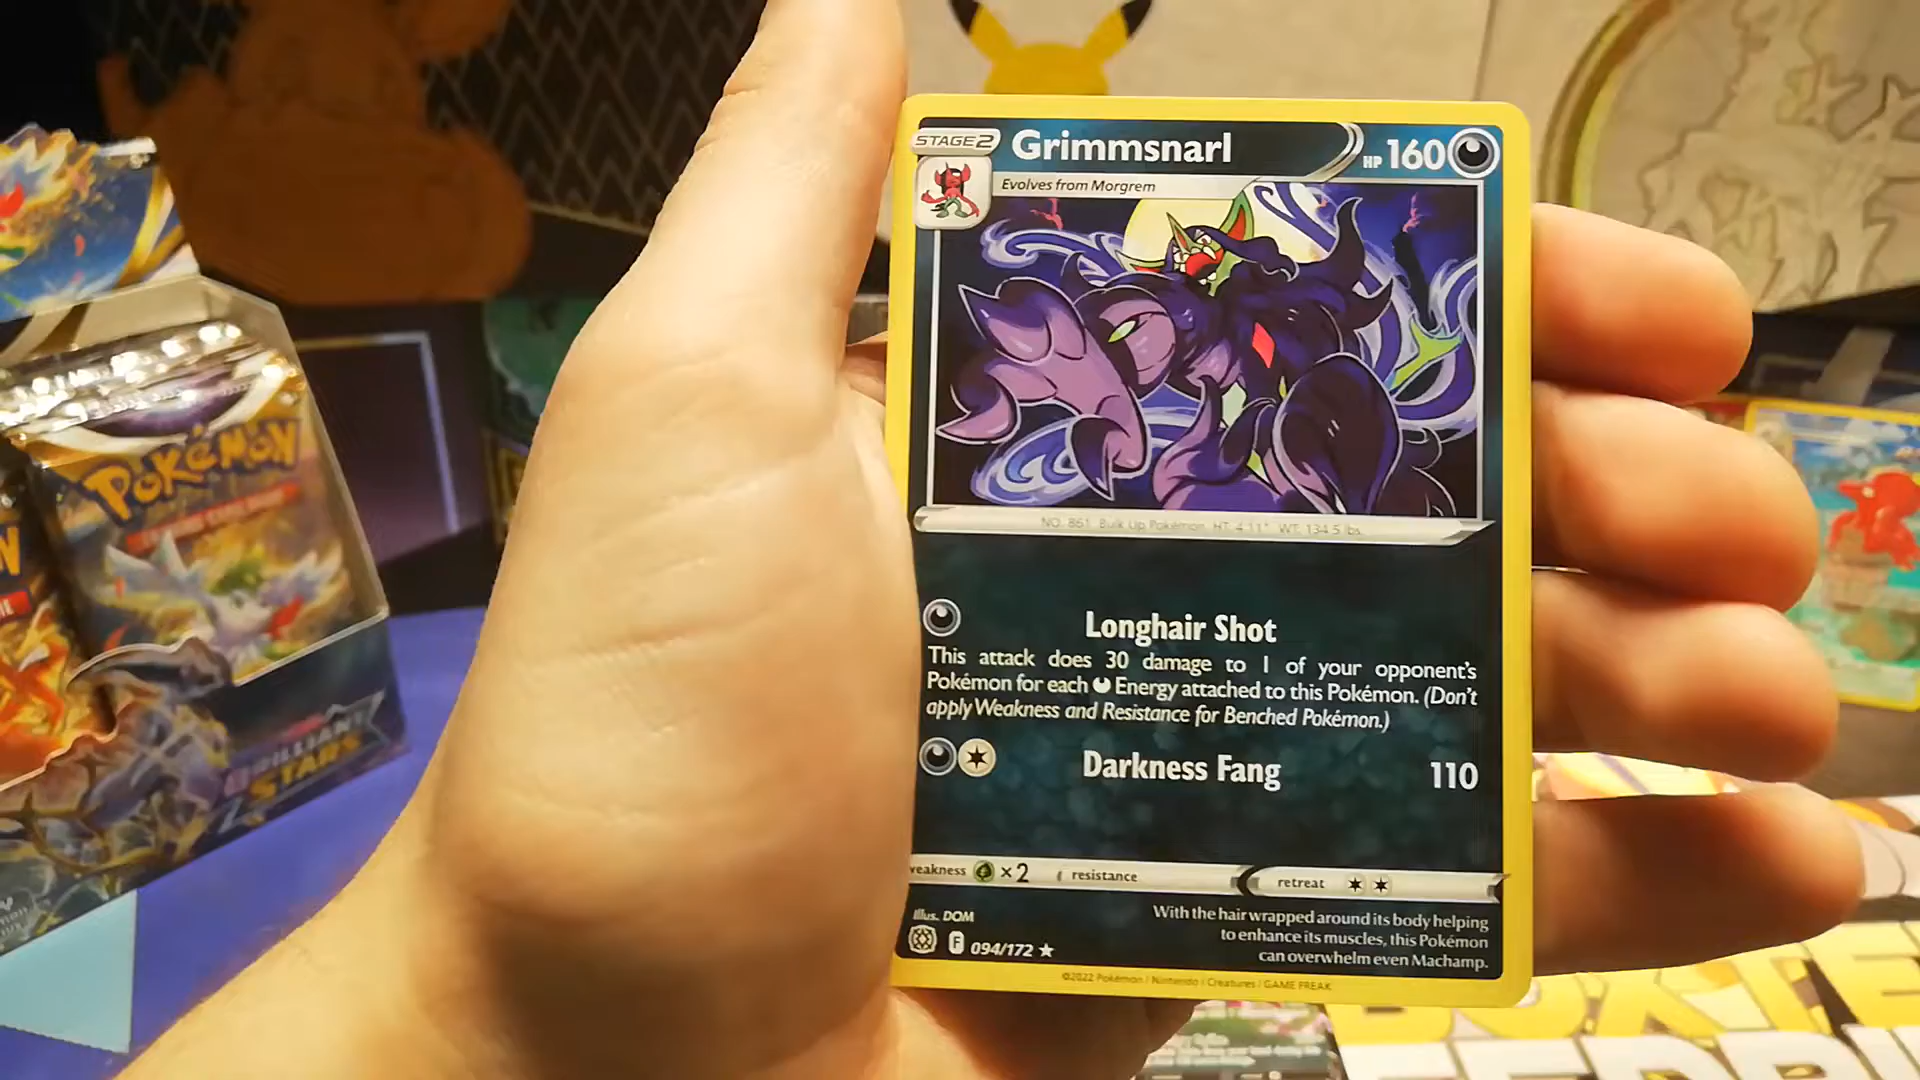 STAGE2
Grimmsnarl
HP 160
Evolves from Morgrem
NO. 861 Bulk Up Pokémon HT: 4'11" WT: 134.5 lbs.
Longhair Shot
This attack does 30 damage to 1 of your opponent's
Pokémon for each Energy attached to this Pokémon. (Don't
apply Weakness and Resistance for Benched Pokémon.)
Darkness Fang 110
weakness ×2 resistance retreat
With the hair wrapped around its body helping
to enhance its muscles, this Pokémon
can overwhelm even Machamp.
Illus. DOM
F 094/172 ★
©2022 Pokémon / Nintendo / Creatures / GAME FREAK
POKÉMON
BRILLIANT
STARS